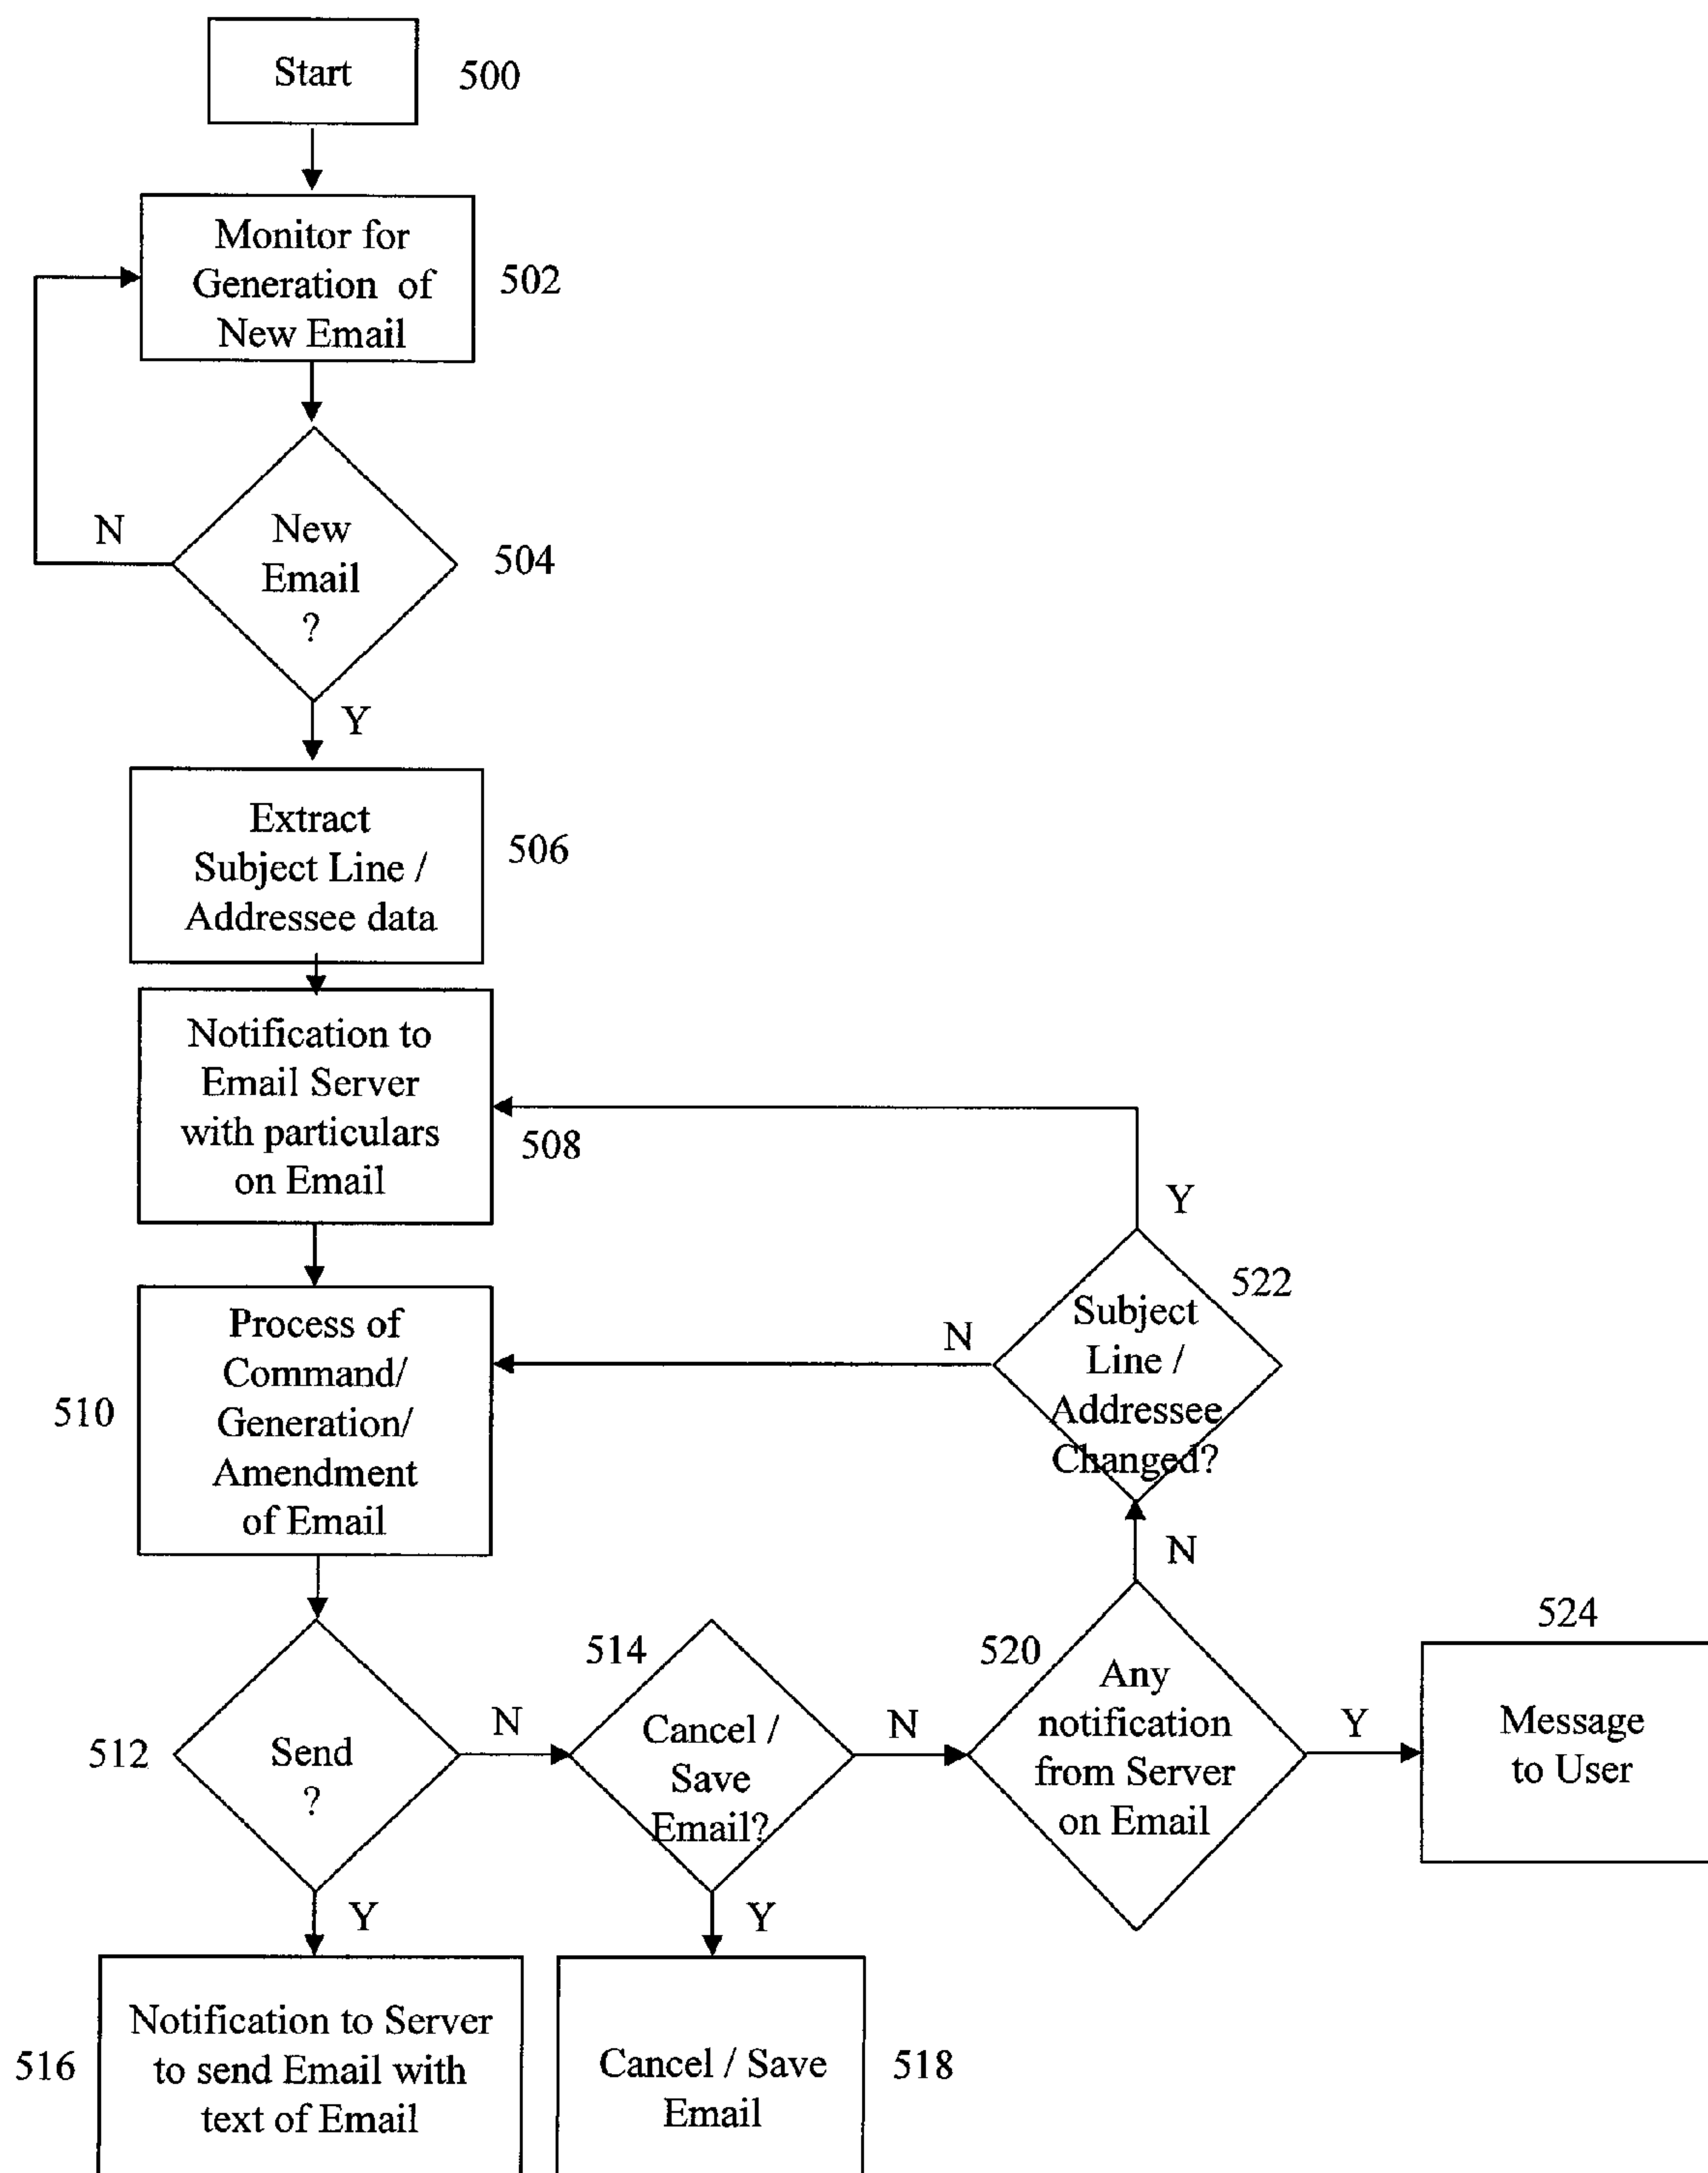 Start
500
Monitor for
Generation of
New Email
502
N
New
Email
?
504
Y
Extract
Subject Line /
Addressee data
506
Notification to
Email Server
with particulars
on Email
508
Y
522
Subject
Line /
Addressee
Changed?
N
Process of
Command/
Generation/
Amendment
of Email
510
N
524
514
520
512
Send
?
N
Cancel /
Save
Email?
N
Any
notification
from Server
on Email
Y
Message
to User
Y
Y
516
Notification to Server
to send Email with
text of Email
Cancel / Save
Email
518